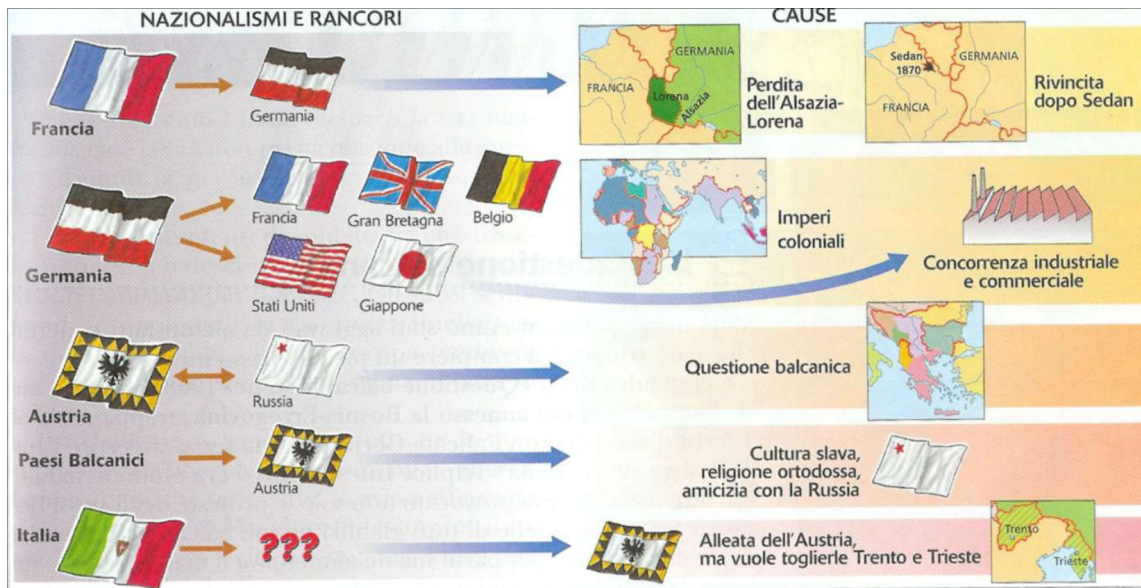 NAZIONALISMI E RANCORI
CAUSE
Francia
Germania
FRANCIA
GERMANIA
Lorena
Alsazia
Perdita
dell'Alsazia-
Lorena
Sedan
1870
GERMANIA
FRANCIA
Rivincita
dopo Sedan
Germania
Francia
Gran Bretagna
Belgio
Stati Uniti
Giappone
Imperi
coloniali
Concorrenza industriale
e commerciale
Austria
Russia
Questione balcanica
Paesi Balcanici
Austria
Cultura slava,
religione ortodossa,
amicizia con la Russia
Italia
???
Alleata dell'Austria,
ma vuole toglierle Trento e Trieste
Trento
Trieste